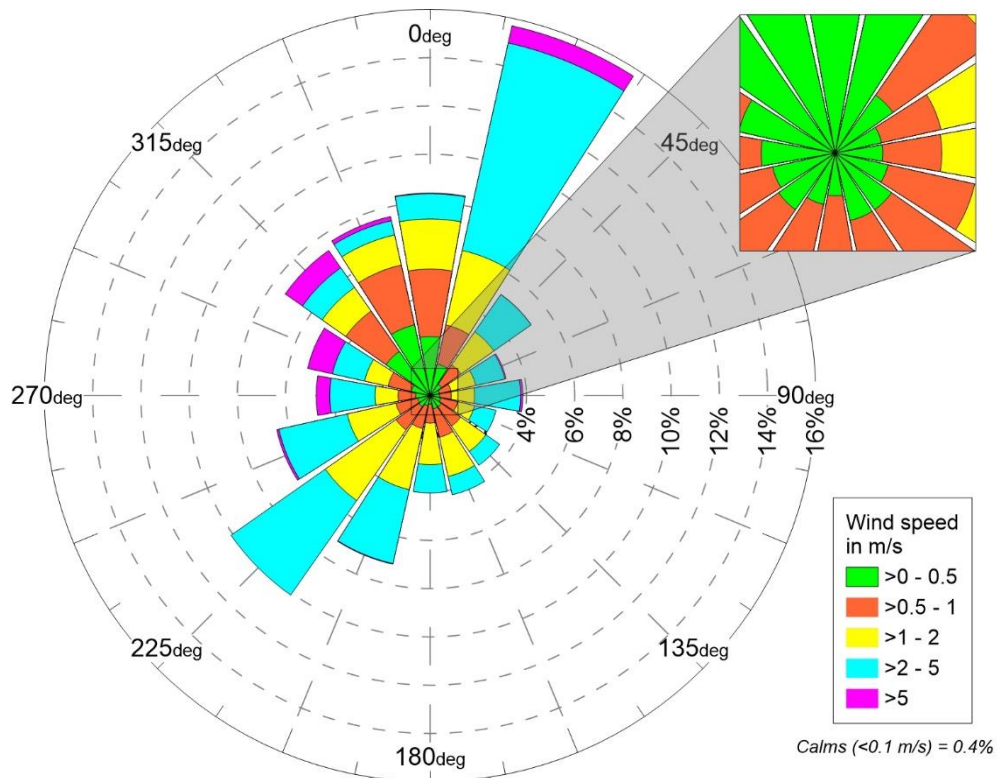 0deg
45deg
90deg
135deg
180deg
225deg
270deg
315deg
4%
6%
8%
10%
12%
14%
16%
Wind speed
in m/s
>0 - 0.5
>0.5 - 1
>1 - 2
>2 - 5
>5
Calms (<0.1 m/s) = 0.4%